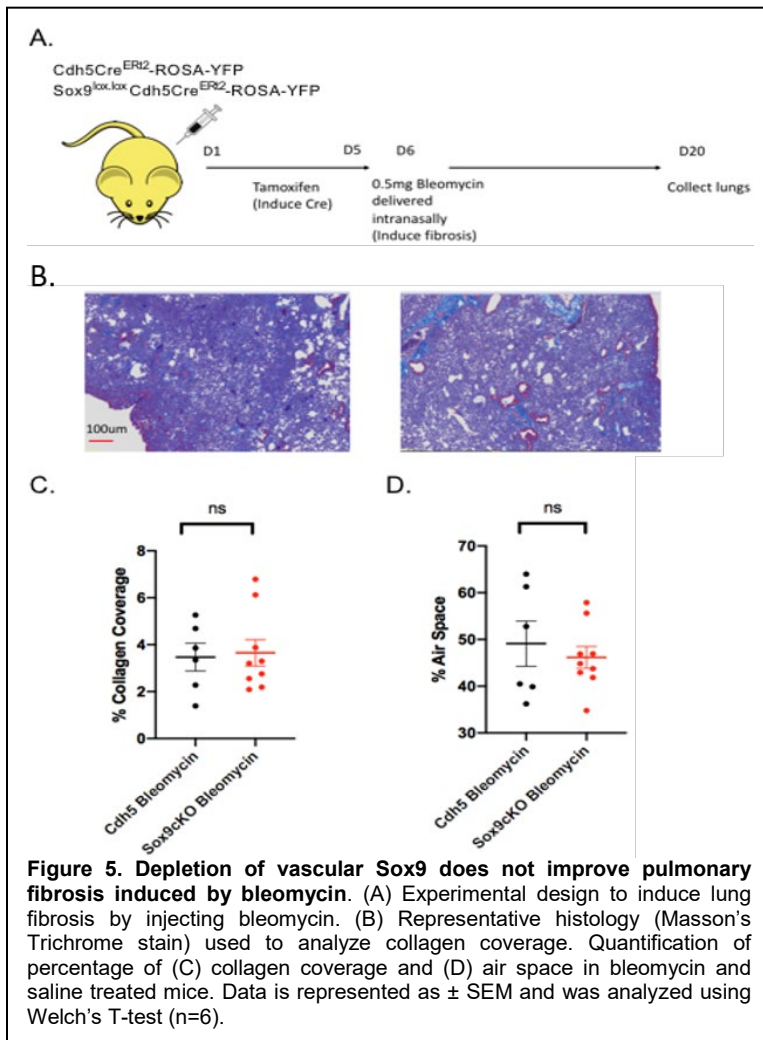 A.
Cdh5Cre^ERt2-ROSA-YFP
Sox9^lox.lox Cdh5Cre^ERt2-ROSA-YFP
D1
D5
D6
D20
Tamoxifen
(Induce Cre)
0.5mg Bleomycin
delivered
intranasally
(Induce fibrosis)
Collect lungs
B.
100um
C.
ns
% Collagen Coverage
8
6
4
2
0
Cdh5 Bleomycin
Sox9cKO Bleomycin
D.
ns
% Air Space
70
60
50
40
30
Cdh5 Bleomycin
Sox9cKO Bleomycin
Figure 5. Depletion of vascular Sox9 does not improve pulmonary
fibrosis induced by bleomycin. (A) Experimental design to induce lung
fibrosis by injecting bleomycin. (B) Representative histology (Masson's
Trichrome stain) used to analyze collagen coverage. Quantification of
percentage of (C) collagen coverage and (D) air space in bleomycin and
saline treated mice. Data is represented as ± SEM and was analyzed using
Welch's T-test (n=6).